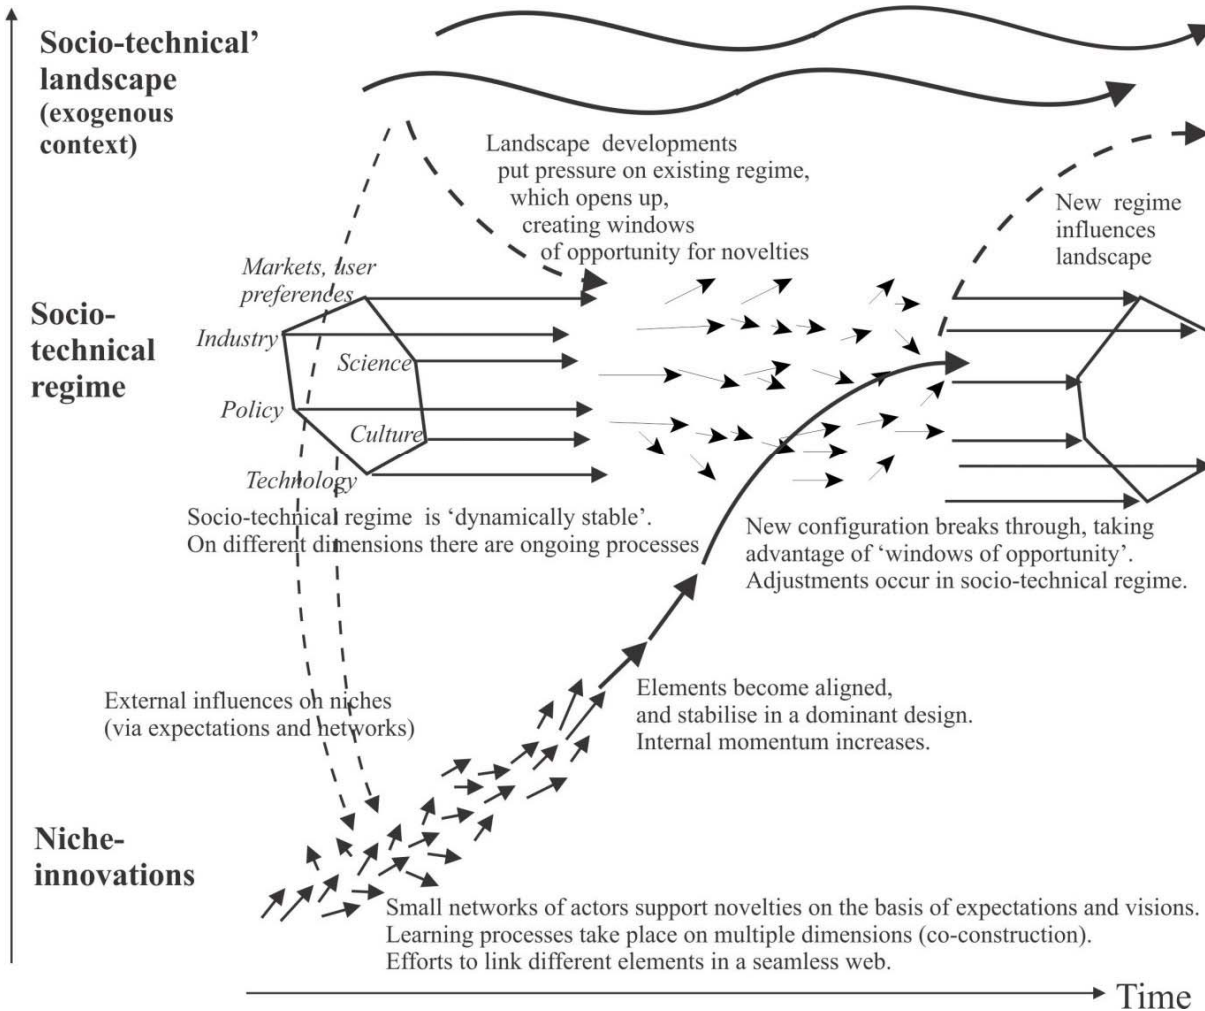 Socio-technical’
landscape
(exogenous
context)
Landscape developments
put pressure on existing regime,
which opens up,
creating windows
of opportunity for novelties
New regime
influences
landscape
Markets, user
preferences
Socio-
technical
regime
Industry
Science
Policy
Culture
Technology
Socio-technical regime is ‘dynamically stable’.
On different dimensions there are ongoing processes
New configuration breaks through, taking
advantage of ‘windows of opportunity’.
Adjustments occur in socio-technical regime.
External influences on niches
(via expectations and networks)
Elements become aligned,
and stabilise in a dominant design.
Internal momentum increases.
Niche-
innovations
Small networks of actors support novelties on the basis of expectations and visions.
Learning processes take place on multiple dimensions (co-construction).
Efforts to link different elements in a seamless web.
Time